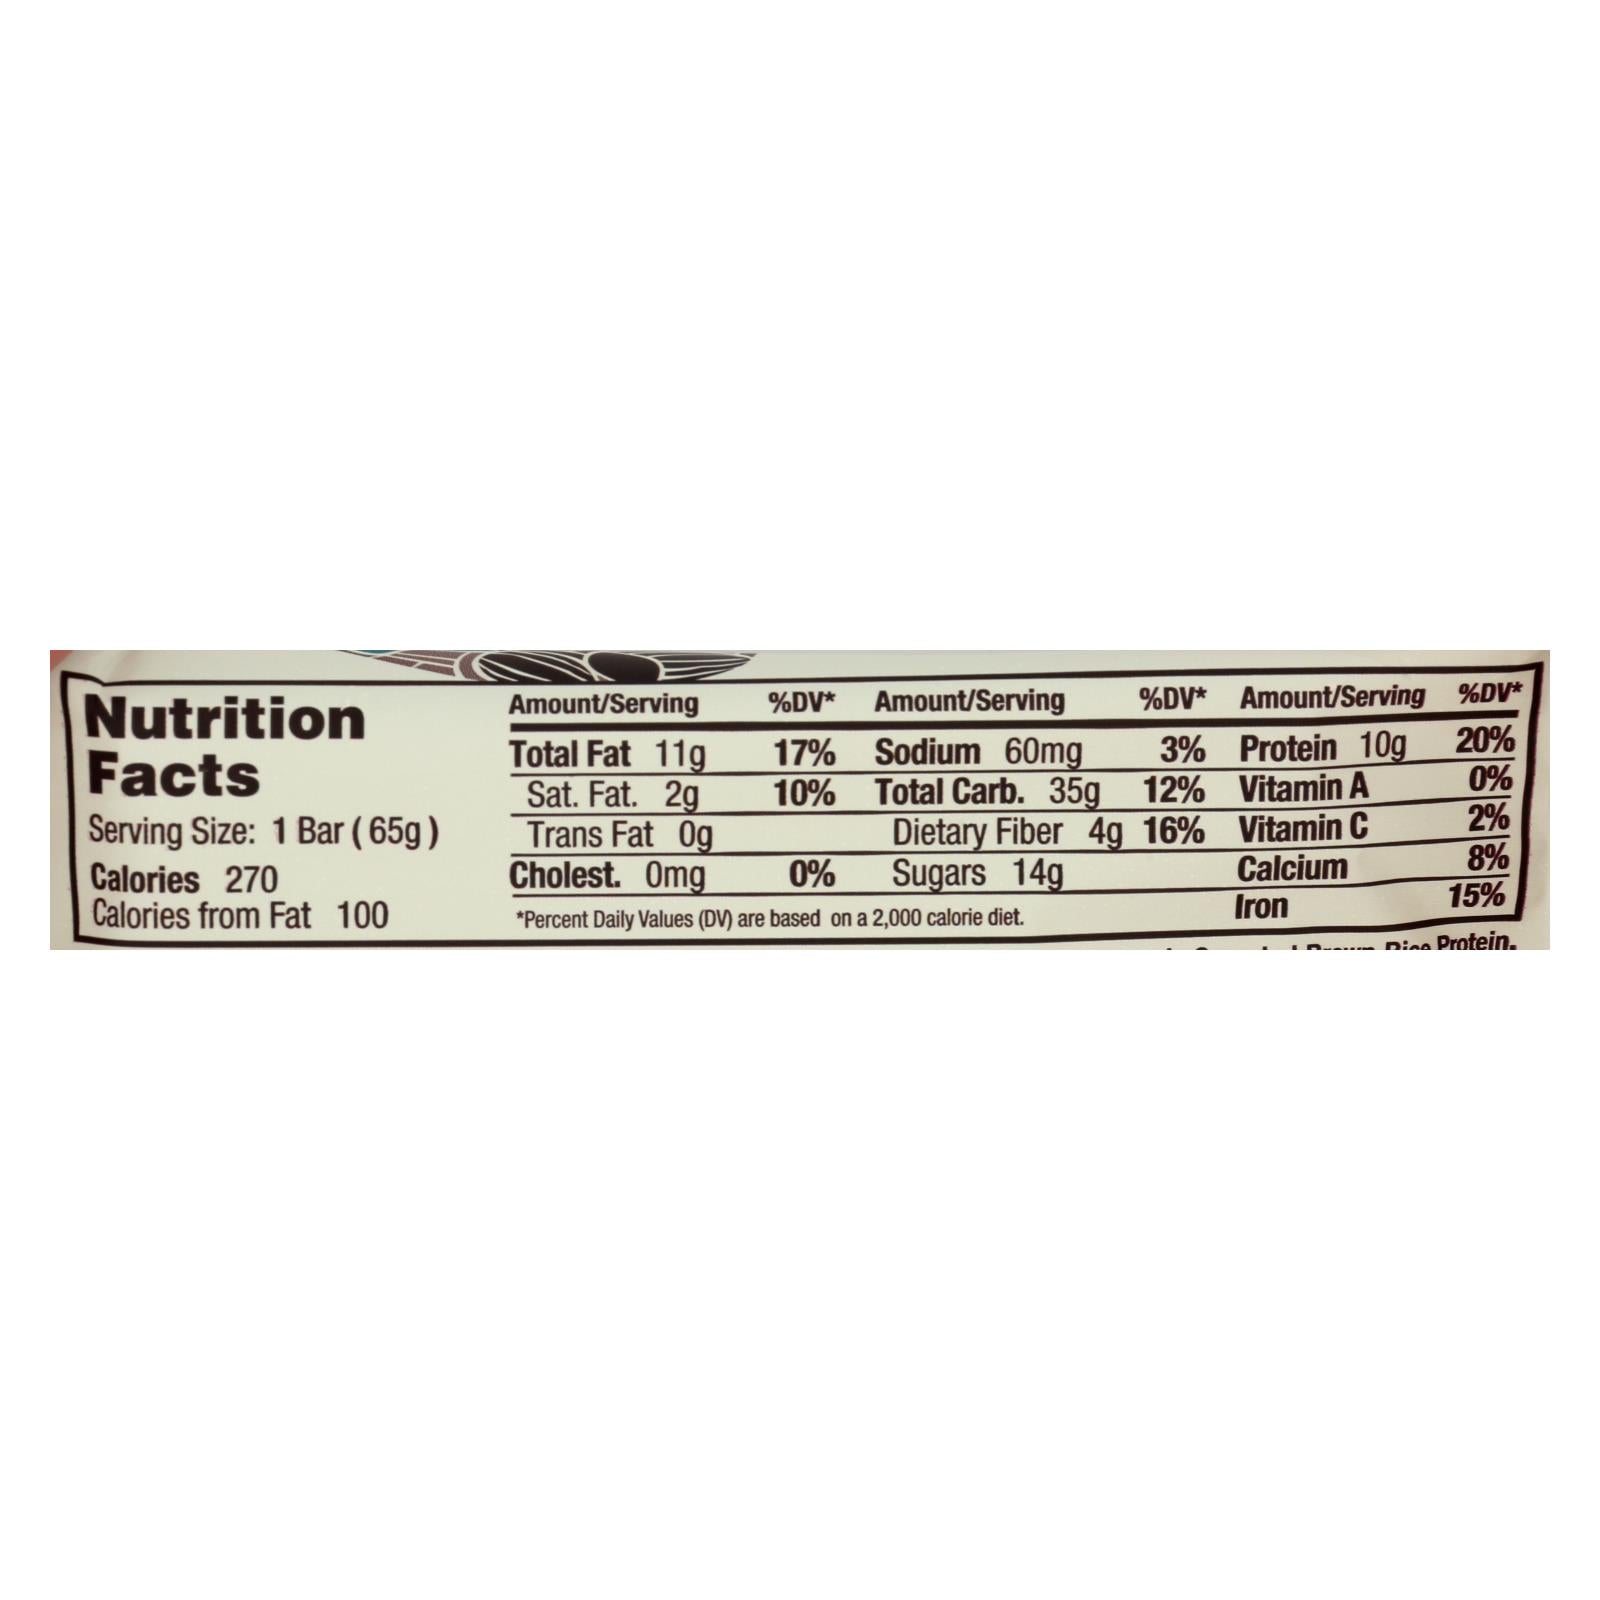 Nutrition
Facts
Serving Size: 1 Bar ( 65g )
Calories 270
Calories from Fat 100
Amount/Serving %DV*
Total Fat 11g 17%
Sat. Fat. 2g 10%
Trans Fat 0g
Cholest. 0mg 0%
Amount/Serving %DV*
Sodium 60mg 3%
Total Carb. 35g 12%
Dietary Fiber 4g 16%
Sugars 14g
*Percent Daily Values (DV) are based on a 2,000 calorie diet.
Amount/Serving %DV*
Protein 10g 20%
Vitamin A 0%
Vitamin C 2%
Calcium 8%
Iron 15%
Brown Rice Protein,